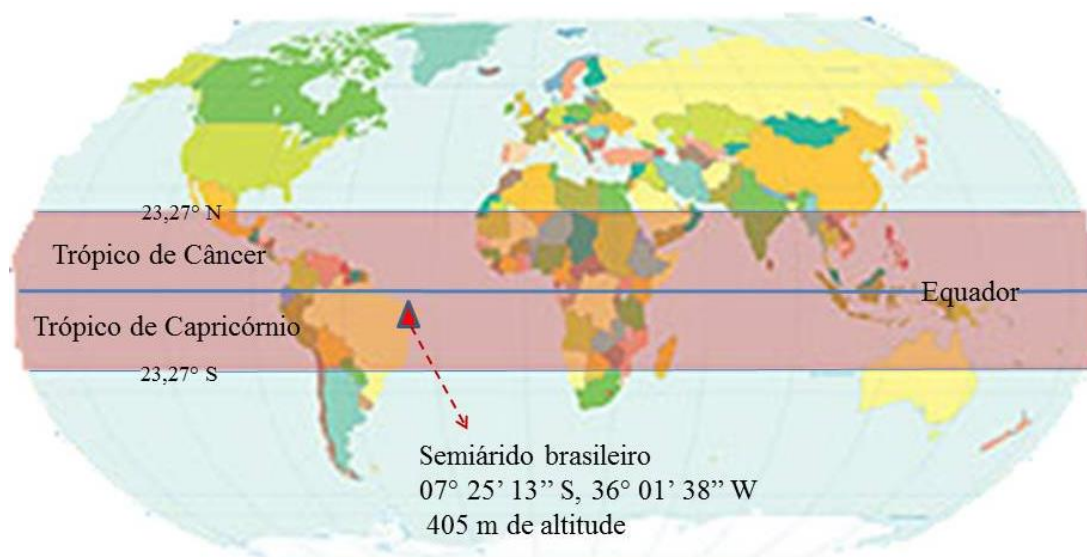 23,27° N
Trópico de Câncer
Equador
Trópico de Capricórnio
23,27° S
Semiárido brasileiro
07° 25’ 13” S, 36° 01’ 38” W
405 m de altitude